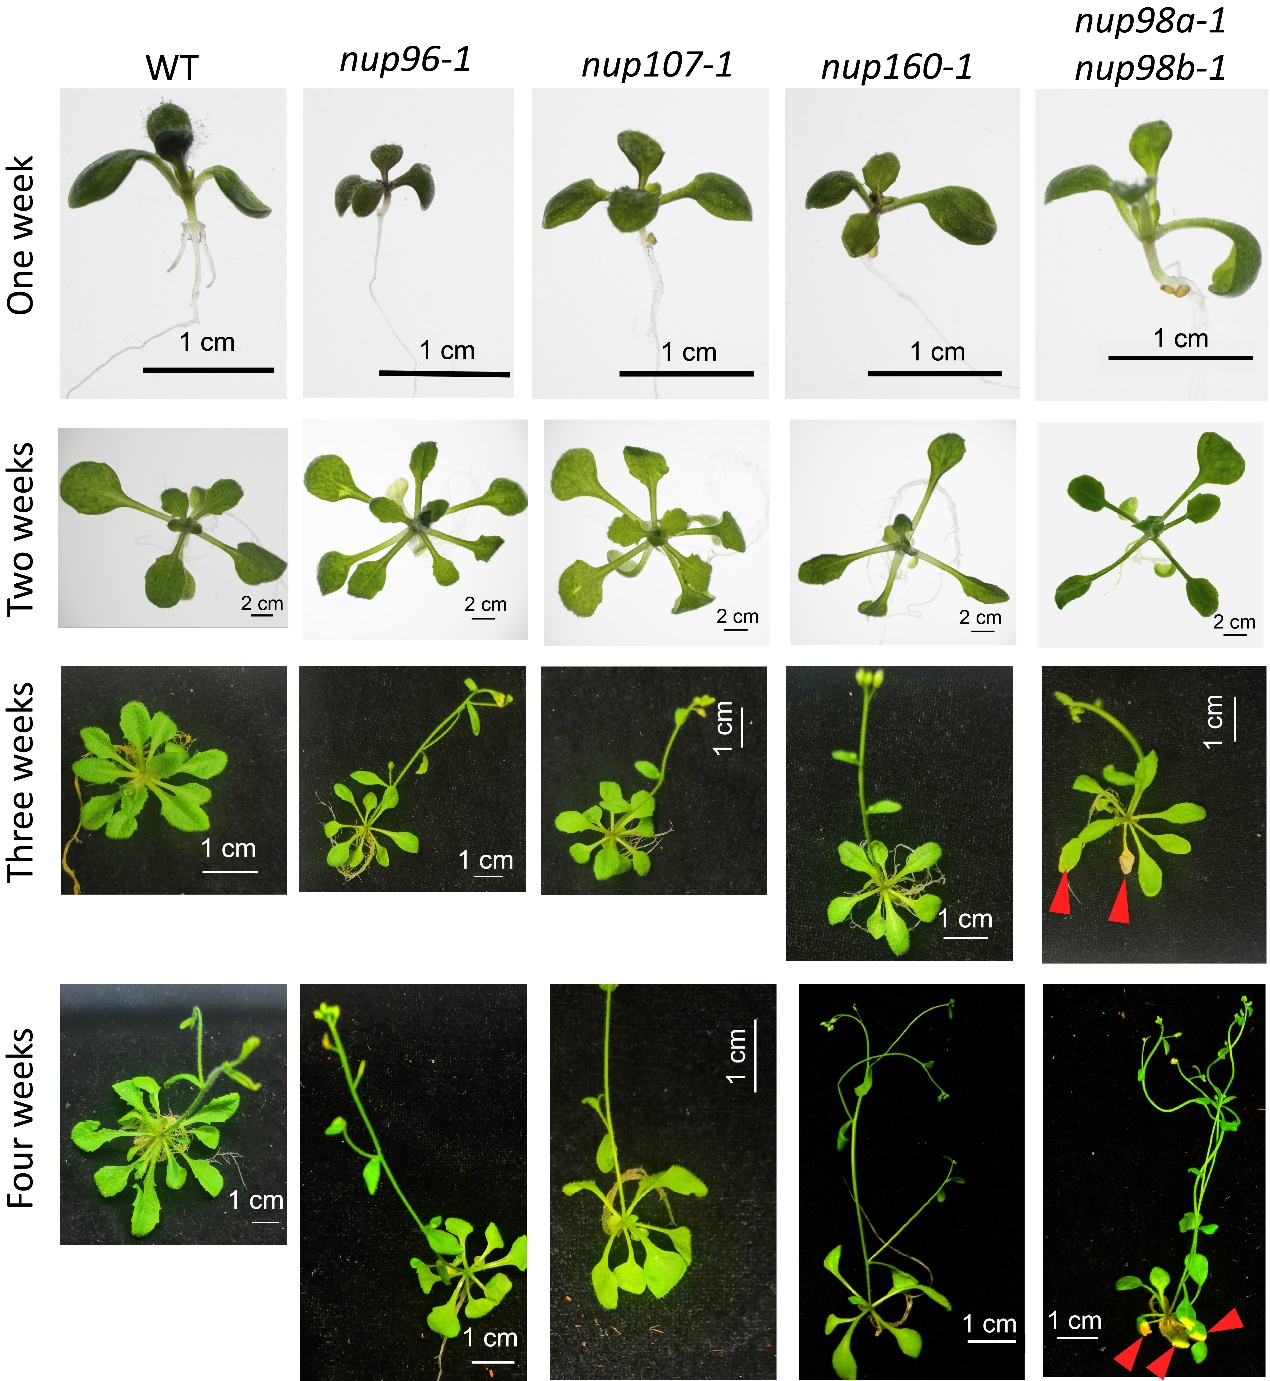 nup98a-1
WT
nup96-1
nup107-1
nup160-1
nup98b-1
One week
1 cm
1 cm
1 cm
1 cm
1 cm
Two weeks
2 cm
2 cm
2 cm
2 cm
2 cm
Three weeks
1 cm
1 cm
1 cm
1 cm
1 cm
Four weeks
1 cm
1 cm
1 cm
1 cm
1 cm